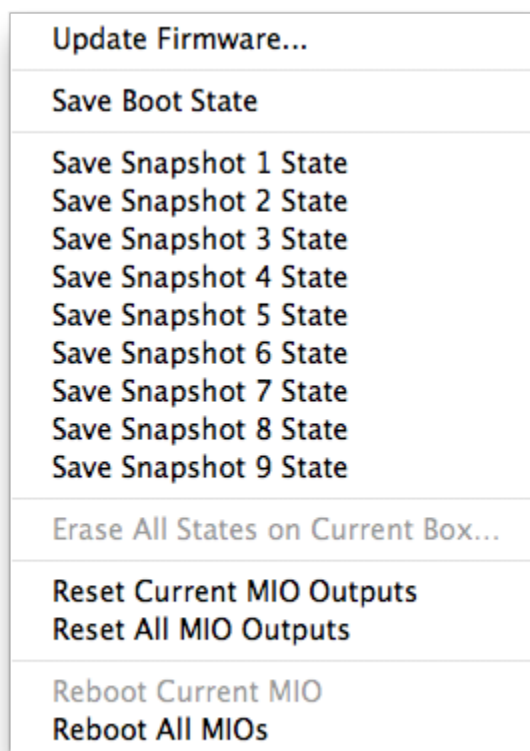 Update Firmware...
Save Boot State
Save Snapshot 1 State
Save Snapshot 2 State
Save Snapshot 3 State
Save Snapshot 4 State
Save Snapshot 5 State
Save Snapshot 6 State
Save Snapshot 7 State
Save Snapshot 8 State
Save Snapshot 9 State
Erase All States on Current Box...
Reset Current MIO Outputs
Reset All MIO Outputs
Reboot Current MIO
Reboot All MIOs